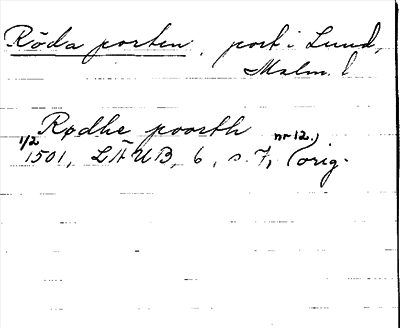 Röda porten, port i Lund,
Malm. l
Rødhe poorth
1/2 1501, LÄUB, 6, s. 7, nr 12, (orig.